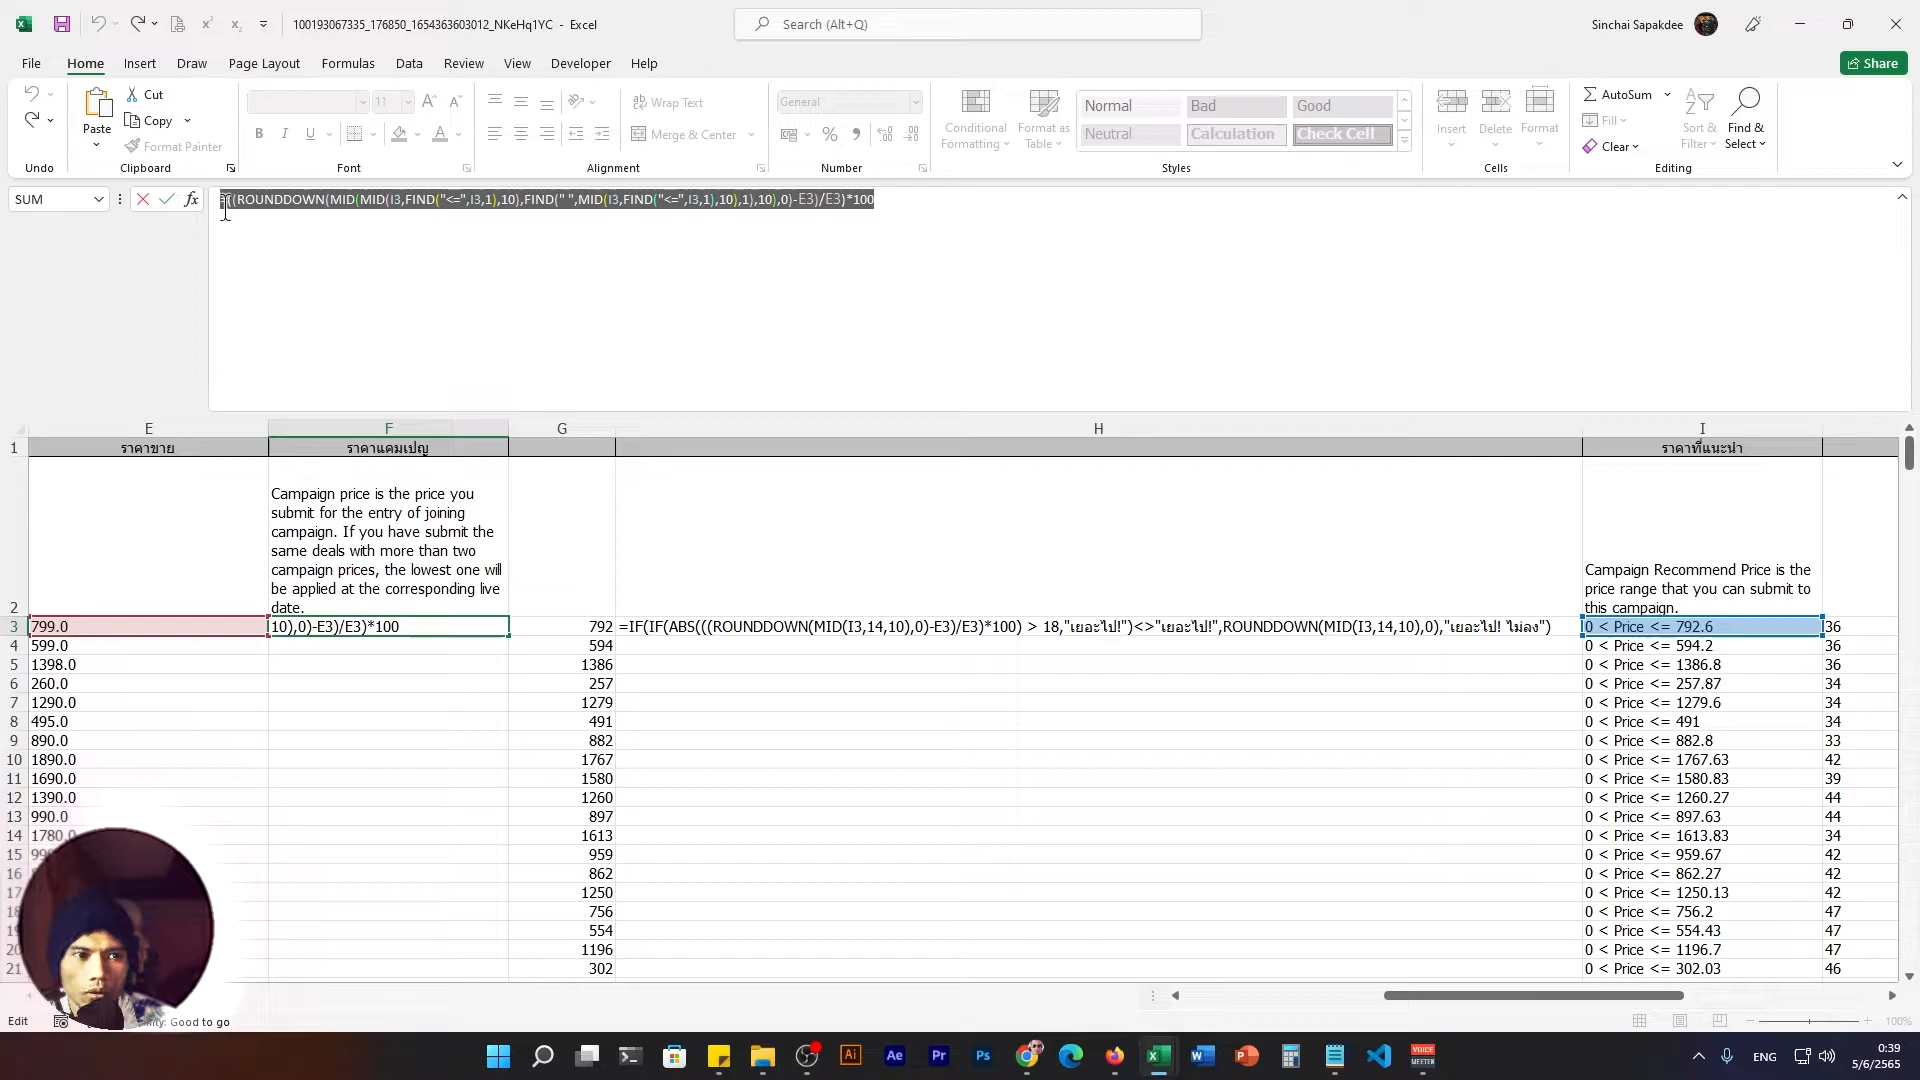 100193067335_176850_1654363603012_NKeHq1YC - Excel
Search (Alt+Q)
Sinchai Sapakdee
File Home Insert Draw Page Layout Formulas Data Review View Developer Help
Share
Paste
Cut
Copy
Format Painter
11
Wrap Text
Merge & Center
General
Conditional Formatting
Format as Table
Normal Bad Good
Neutral Calculation Check Cell
Insert Delete Format
AutoSum
Fill
Clear
Sort & Filter
Find & Select
Undo Clipboard Font Alignment Number Styles Cells Editing
SUM
fx
((ROUNDDOWN(MID(MID(I3,FIND("<=",I3,1),10),FIND(" ",MID(I3,FIND("<=",I3,1),10),1),10),0)-E3)/E3)*100
E F G H I
1 ราคาขาย ราคาแคมเปญ ราคาที่แนะนำ
Campaign price is the price you
submit for the entry of joining
campaign. If you have submit the
same deals with more than two
campaign prices, the lowest one will
be applied at the corresponding live
date.
Campaign Recommend Price is the
price range that you can submit to
this campaign.
2
3 799.0 10),0)-E3)/E3)*100 792 =IF(IF(ABS(((ROUNDDOWN(MID(I3,14,10),0)-E3)/E3)*100) > 18,"เยอะไป!")<>"เยอะไป!",ROUNDDOWN(MID(I3,14,10),0),"เยอะไป! ไม่ลง") 0 < Price <= 792.6 36
4 599.0 594 0 < Price <= 594.2 36
5 1398.0 1386 0 < Price <= 1386.8 36
6 260.0 257 0 < Price <= 257.87 34
7 1290.0 1279 0 < Price <= 1279.6 34
8 495.0 491 0 < Price <= 491 34
9 890.0 882 0 < Price <= 882.8 33
10 1890.0 1767 0 < Price <= 1767.63 42
11 1690.0 1580 0 < Price <= 1580.83 39
12 1390.0 1260 0 < Price <= 1260.27 44
13 990.0 897 0 < Price <= 897.63 44
14 1780.0 1613 0 < Price <= 1613.83 34
15 959 0 < Price <= 959.67 42
862 0 < Price <= 862.27 42
17 1250 0 < Price <= 1250.13 42
756 0 < Price <= 756.2 47
554 0 < Price <= 554.43 47
20 1196 0 < Price <= 1196.7 47
21 302 0 < Price <= 302.03 46
Edit
Good to go
100%
Ai Ae Pr Ps
VOICE MEETER
ENG
0:39
5/6/2565